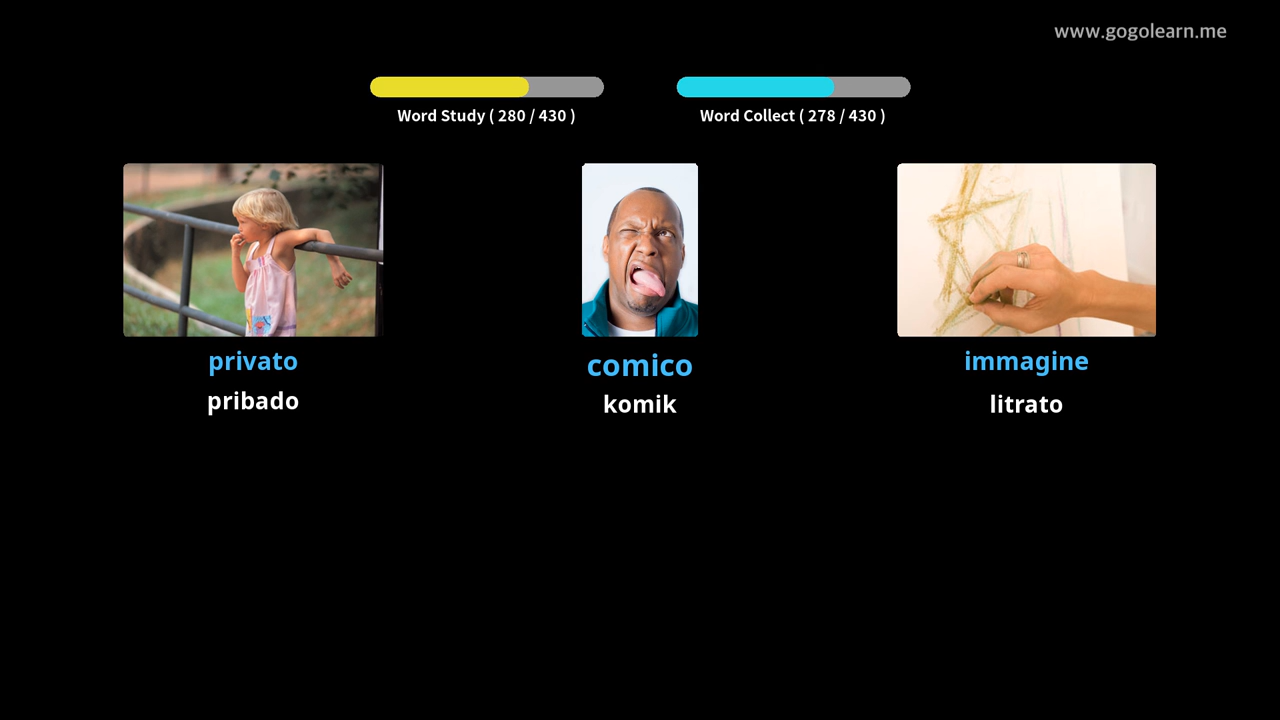 www.gogolearn.me
Word Study ( 280 / 430 )
Word Collect ( 278 / 430 )
privato
pribado
comico
komik
immagine
litrato